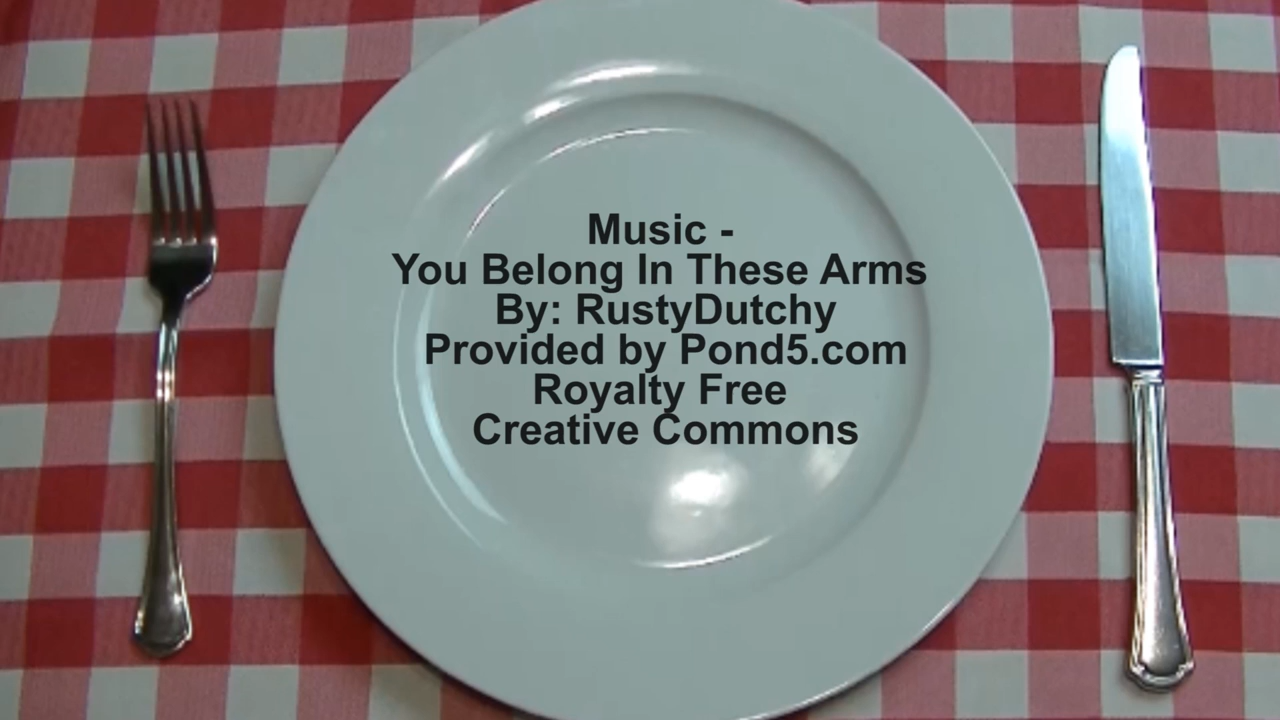 Music -
You Belong In These Arms
By: RustyDutchy
Provided by Pond5.com
Royalty Free
Creative Commons